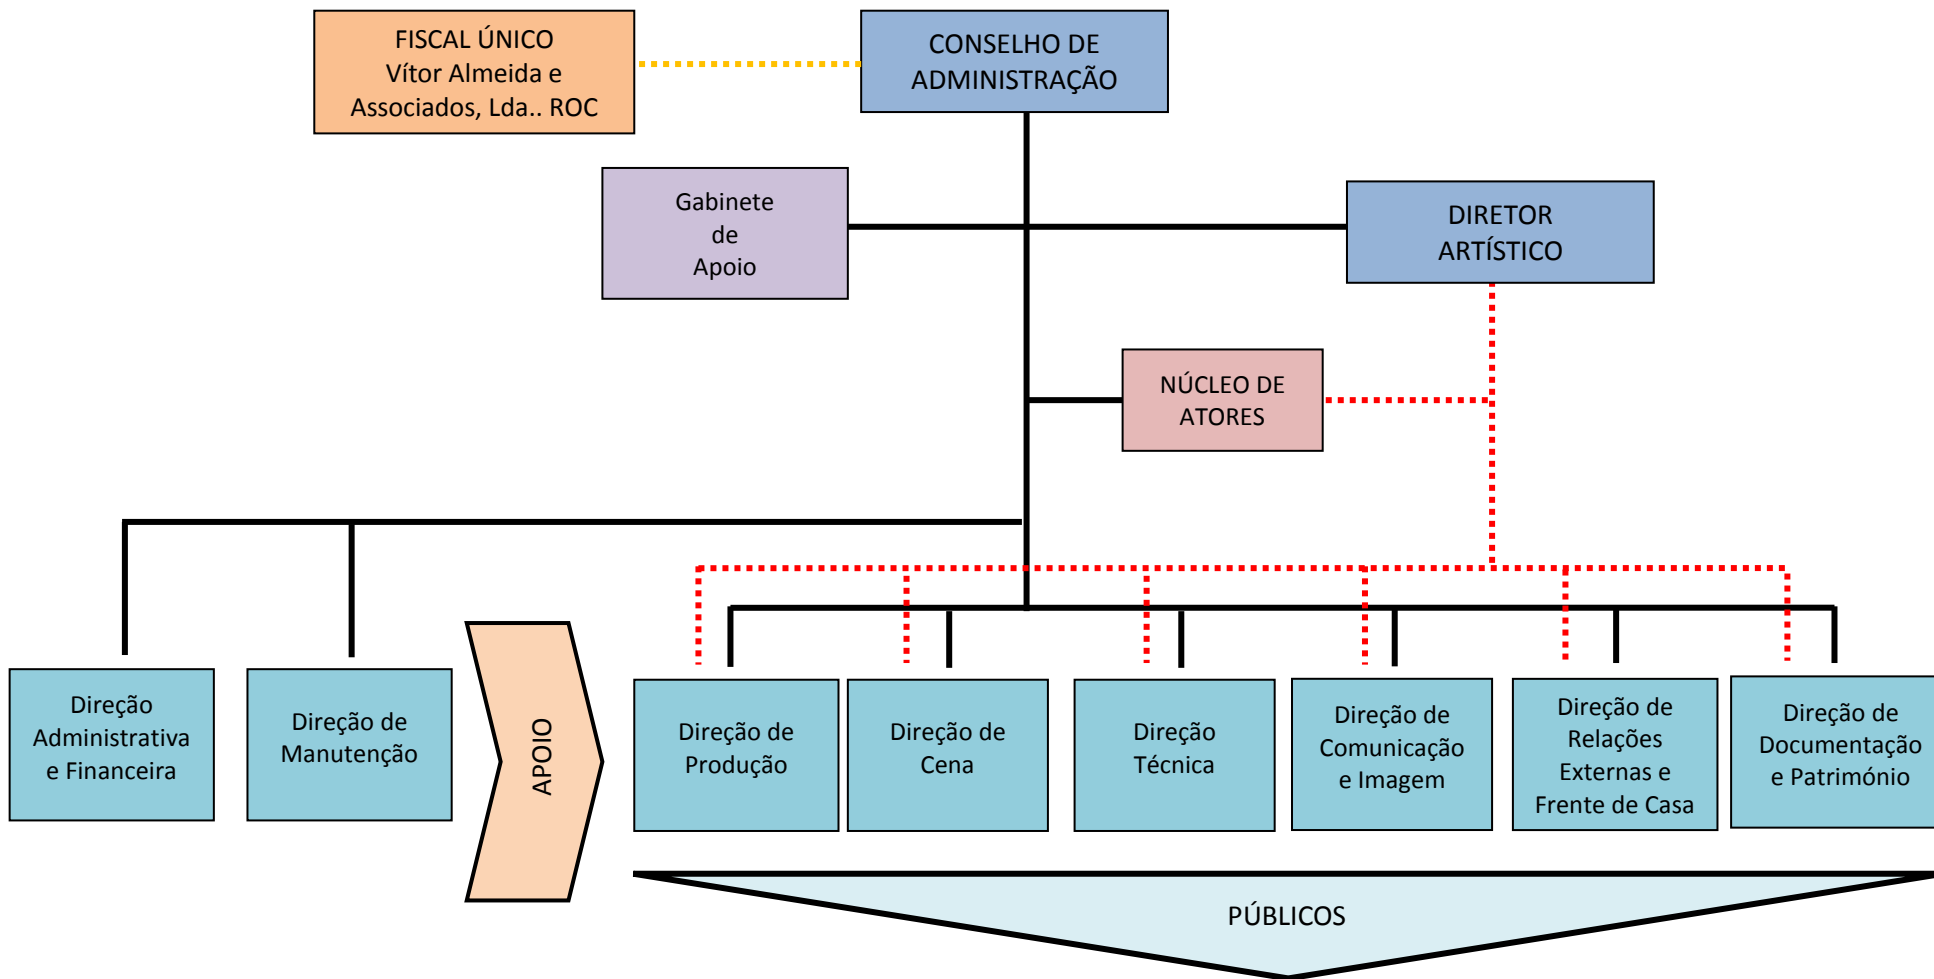 FISCAL ÚNICO
Vítor Almeida e
Associados, Lda.. ROC
CONSELHO DE
ADMINISTRAÇÃO
Gabinete
de
Apoio
DIRETOR
ARTÍSTICO
NÚCLEO DE
ATORES
Direção
Administrativa
e Financeira
Direção de
Manutenção
APOIO
Direção de
Produção
Direção de
Cena
Direção
Técnica
Direção de
Comunicação
e Imagem
Direção de
Relações
Externas e
Frente de Casa
Direção de
Documentação
e Património
PÚBLICOS